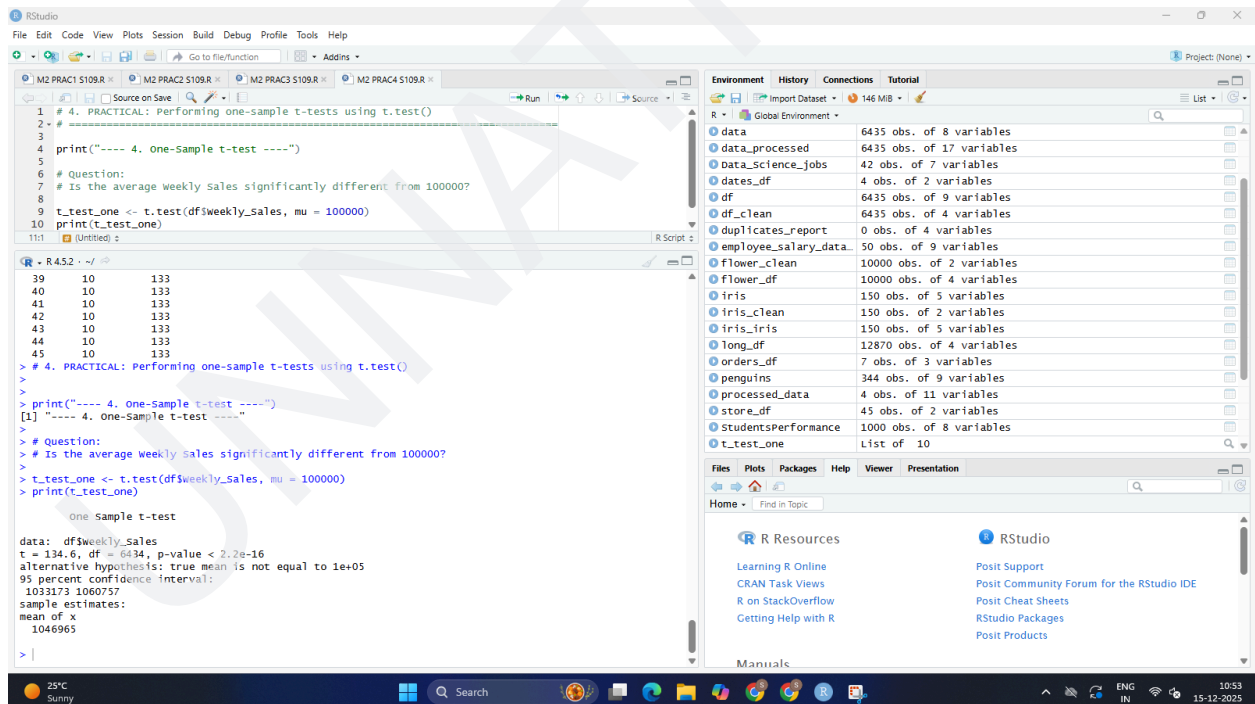 RStudio
File Edit Code View Plots Session Build Debug Profile Tools Help
Go to file/function Addins Project: (None)
M2 PRAC1 S109.R M2 PRAC2 S109.R M2 PRAC3 S109.R M2 PRAC4 S109.R
Source on Save Run Source
1 # 4. PRACTICAL: Performing one-sample t-tests using t.test()
2 # ==============================================================================
3
4 print("---- 4. One-Sample t-test ----")
5
6 # Question:
7 # Is the average Weekly Sales significantly different from 100000?
8
9 t_test_one <- t.test(df$Weekly_Sales, mu = 100000)
10 print(t_test_one)
11:1 (Untitled) R Script
R 4.5.2 · ~/
39 10 133
40 10 133
41 10 133
42 10 133
43 10 133
44 10 133
45 10 133
> # 4. PRACTICAL: Performing one-sample t-tests using t.test()
>
>
> print("---- 4. One-Sample t-test ----")
[1] "---- 4. One-Sample t-test ----"
>
> # Question:
> # Is the average Weekly Sales significantly different from 100000?
>
> t_test_one <- t.test(df$Weekly_Sales, mu = 100000)
> print(t_test_one)
One Sample t-test
data: df$Weekly_Sales
t = 134.6, df = 6434, p-value < 2.2e-16
alternative hypothesis: true mean is not equal to 1e+05
95 percent confidence interval:
1033173 1060757
sample estimates:
mean of x
1046965
>
Environment History Connections Tutorial
Import Dataset 146 MiB List
R Global Environment
data 6435 obs. of 8 variables
data_processed 6435 obs. of 17 variables
Data_Science_jobs 42 obs. of 7 variables
dates_df 4 obs. of 2 variables
df 6435 obs. of 9 variables
df_clean 6435 obs. of 4 variables
duplicates_report 0 obs. of 4 variables
employee_salary_data… 50 obs. of 9 variables
flower_clean 10000 obs. of 2 variables
flower_df 10000 obs. of 4 variables
iris 150 obs. of 5 variables
iris_clean 150 obs. of 2 variables
iris_iris 150 obs. of 5 variables
long_df 12870 obs. of 4 variables
orders_df 7 obs. of 3 variables
penguins 344 obs. of 9 variables
processed_data 4 obs. of 11 variables
store_df 45 obs. of 2 variables
StudentsPerformance 1000 obs. of 8 variables
t_test_one List of 10
Files Plots Packages Help Viewer Presentation
Home Find in Topic
R Resources
Learning R Online
CRAN Task Views
R on StackOverflow
Getting Help with R
RStudio
Posit Support
Posit Community Forum for the RStudio IDE
Posit Cheat Sheets
RStudio Packages
Posit Products
Manuals
25°C
Sunny
Search
ENG
IN
10:53
15-12-2025
UNNAT